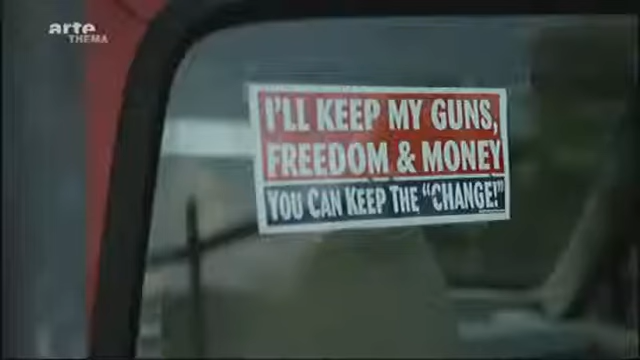 arte
THEMA
I'LL KEEP MY GUNS,
FREEDOM & MONEY
YOU CAN KEEP THE "CHANGE!"